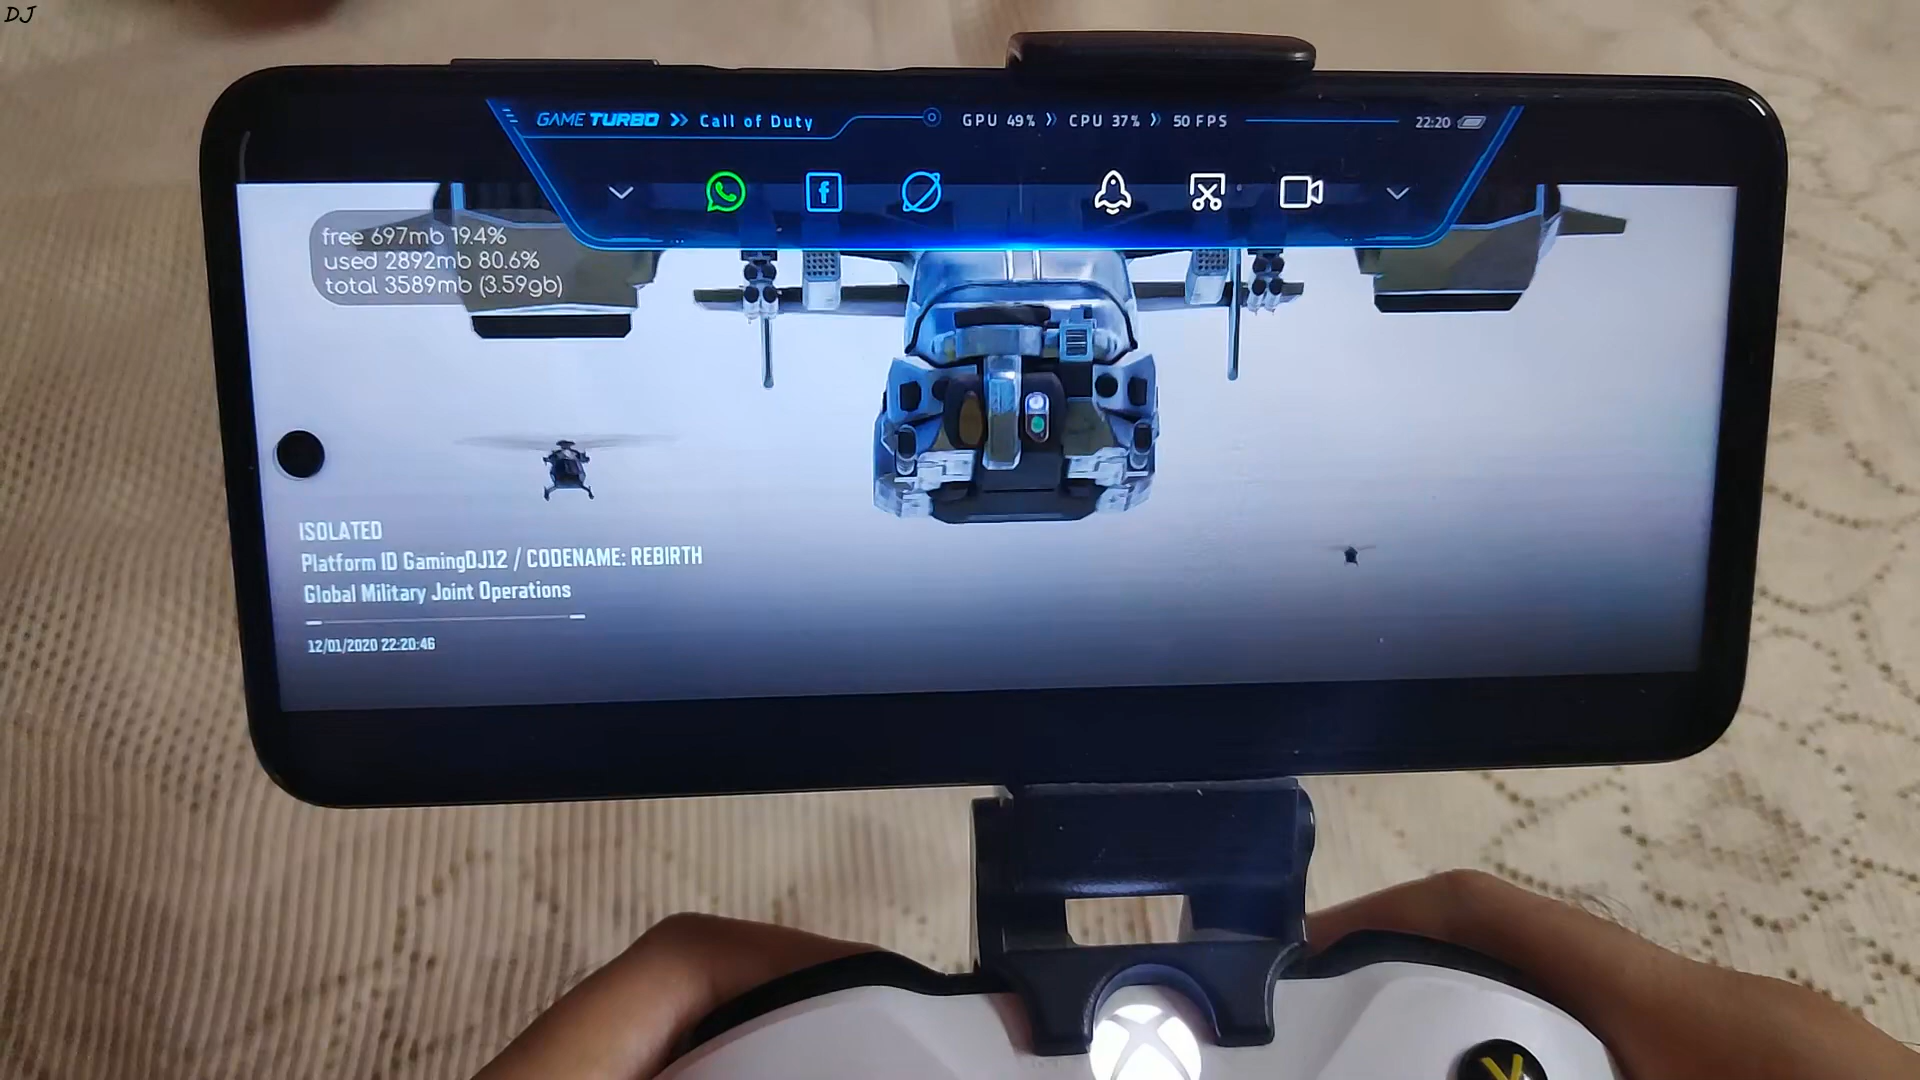 DJ
GAME TURBO Call of Duty GPU 49% CPU 37% 50 FPS 22:20
free 697mb 19.4%
used 2892mb 80.6%
total 3589mb (3.59gb)
ISOLATED
Platform ID GamingDJ12 / CODENAME: REBIRTH
Global Military Joint Operations
12/01/2020 22:20:46
Y